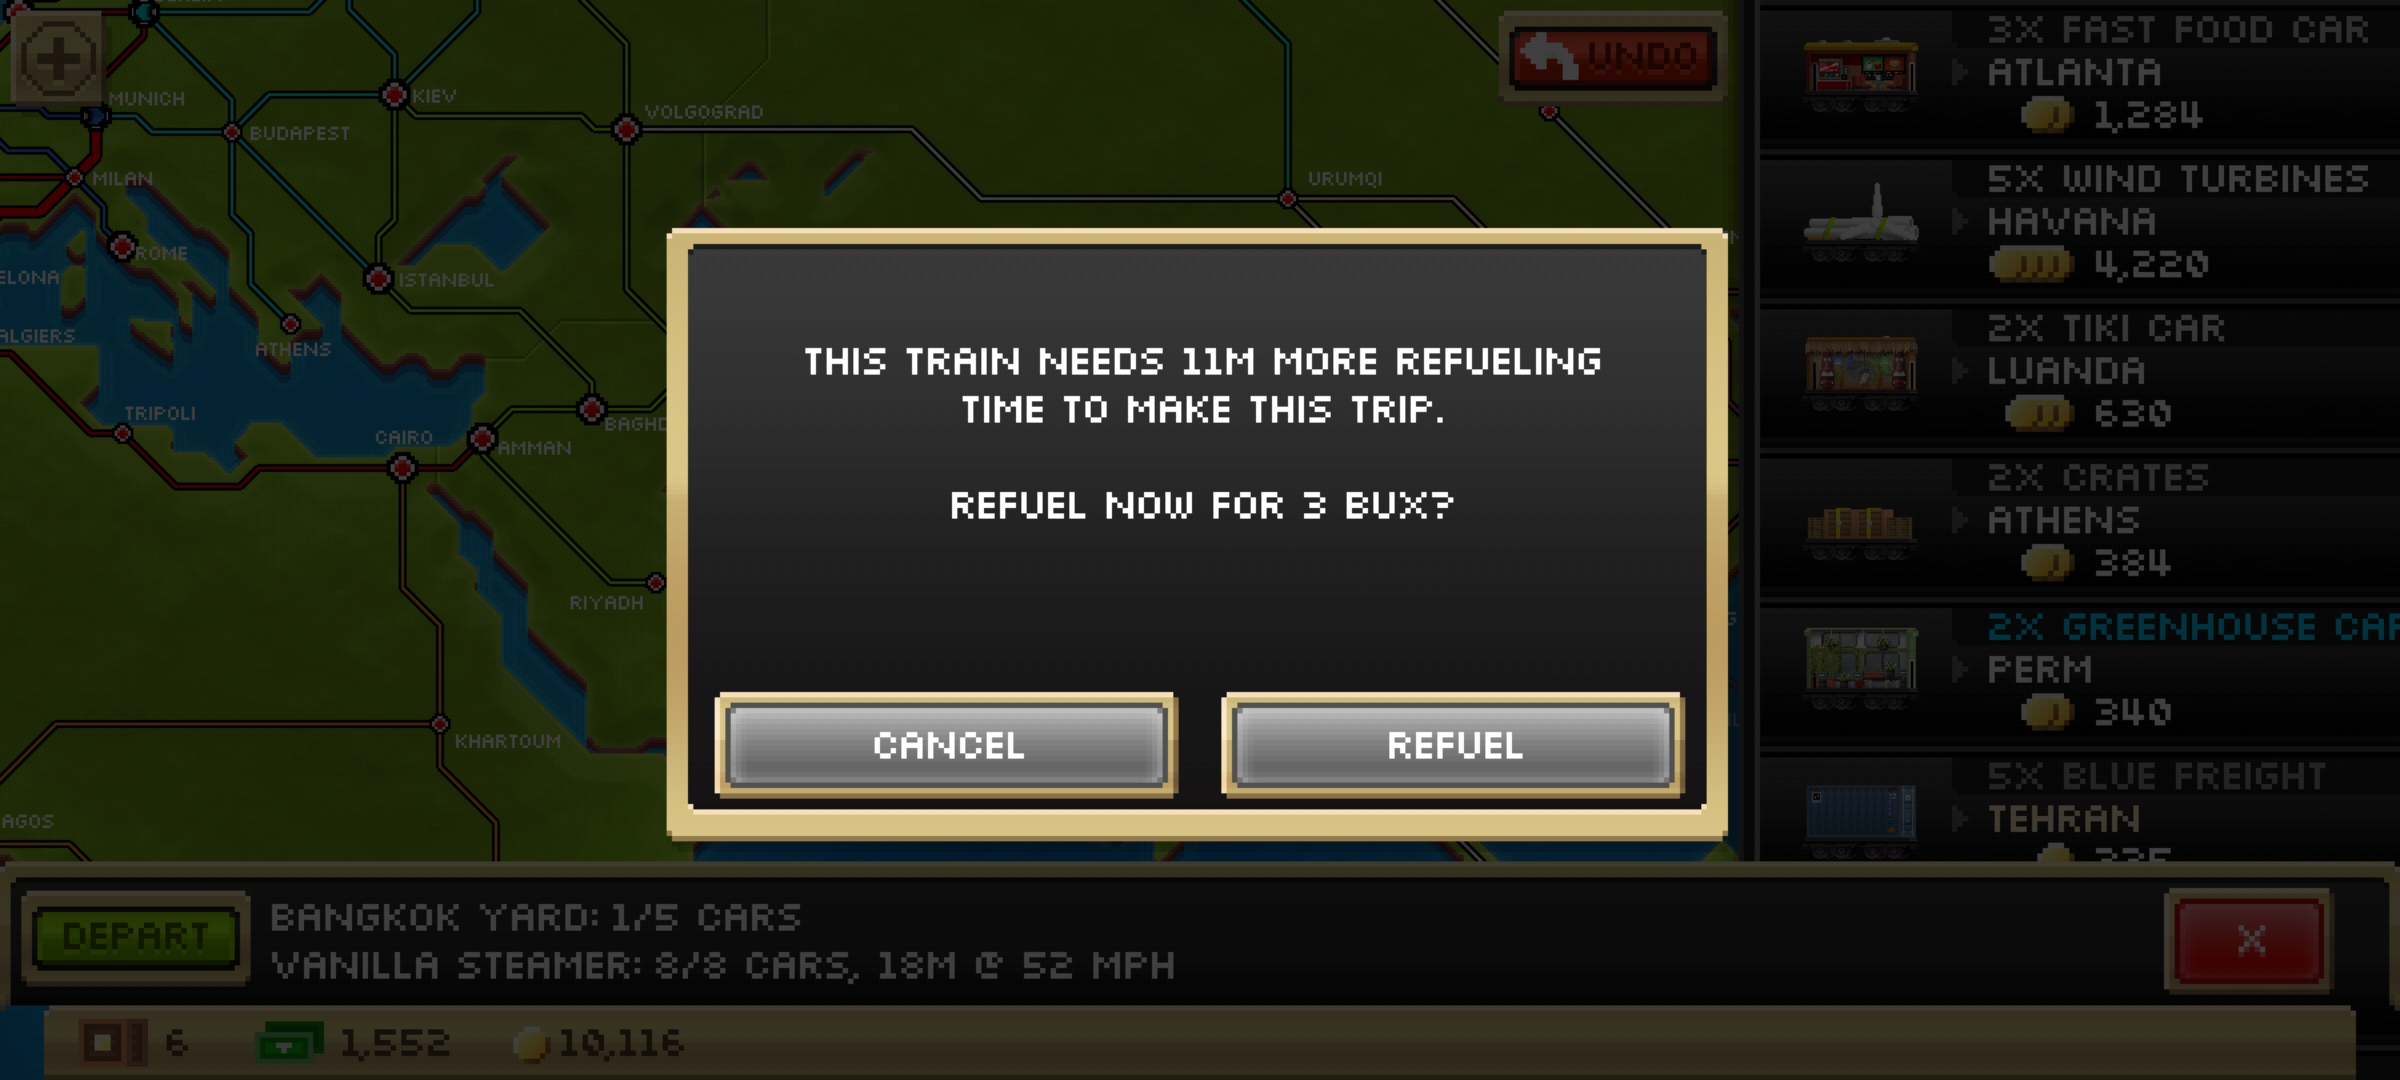 MUNICH
KIEV
BUDAPEST
VOLGOGRAD
MILAN
URUMQI
ROME
ELONA
ISTANBUL
ALGIERS
ATHENS
TRIPOLI
CAIRO
AMMAN
BAGHD
RIYADH
KHARTOUM
AGOS
UNDO
THIS TRAIN NEEDS 11M MORE REFUELING
TIME TO MAKE THIS TRIP.
REFUEL NOW FOR 3 BUX?
CANCEL
REFUEL
3X FAST FOOD CAR
ATLANTA
1,284
5X WIND TURBINES
HAVANA
4,220
2X TIKI CAR
LUANDA
630
2X CRATES
ATHENS
384
2X GREENHOUSE CAR
PERM
340
5X BLUE FREIGHT
TEHRAN
DEPART
BANGKOK YARD: 1/5 CARS
VANILLA STEAMER: 8/8 CARS, 18M @ 52 MPH
X
6
1,552
10,116